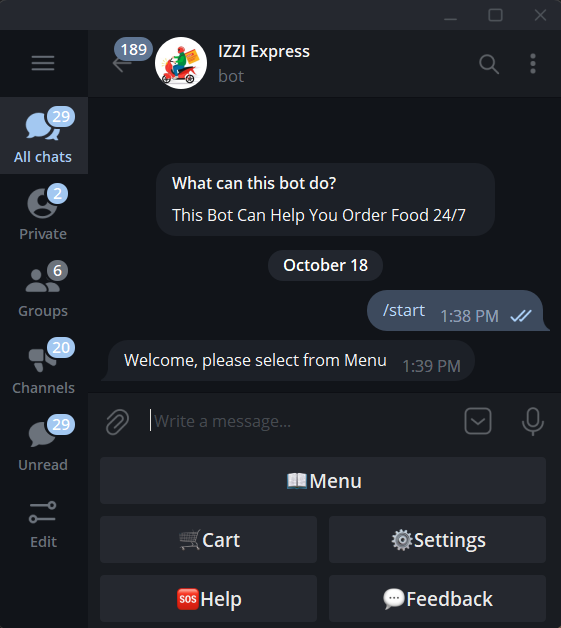 189
IZZI Express
bot
29
All chats
2
Private
6
Groups
20
Channels
29
Unread
Edit
What can this bot do?
This Bot Can Help You Order Food 24/7
October 18
/start 1:38 PM
Welcome, please select from Menu 1:39 PM
Write a message...
Menu
Cart
Settings
SOS Help
Feedback